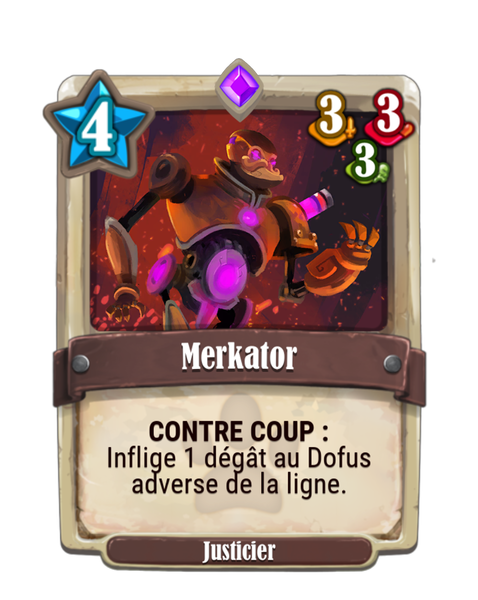 4
3 3
3
Merkator
CONTRE COUP :
Inflige 1 dégât au Dofus
adverse de la ligne.
Justicier